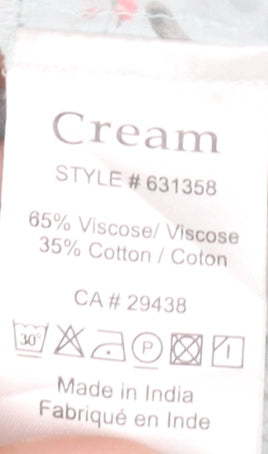 Cream
STYLE # 631358
65% Viscose/ Viscose
35% Cotton / Coton
CA # 29438
30° P
Made in India
Fabriqué en Inde